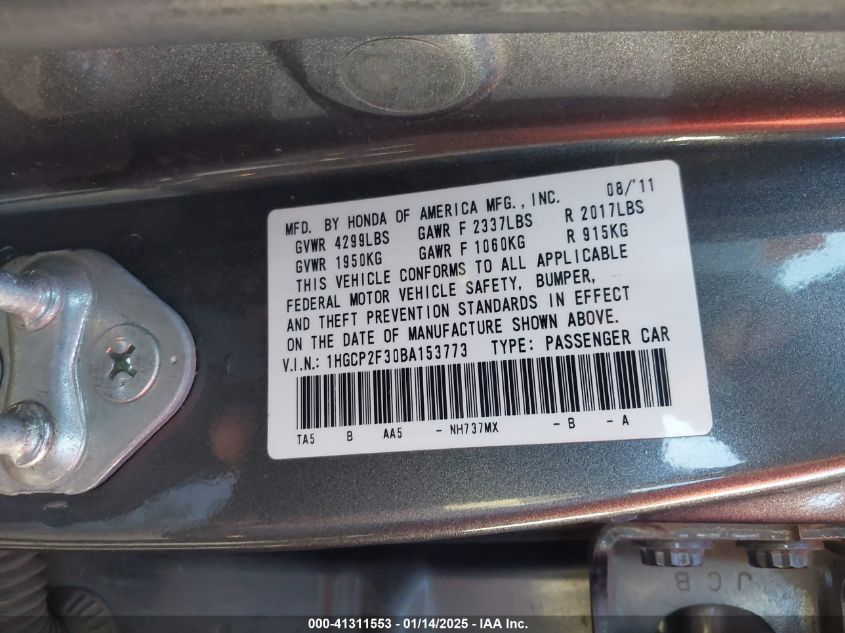 MFD. BY HONDA OF AMERICA MFG., INC. 08/'11
GVWR 4299LBS GAWR F 2337LBS R 2017LBS
GVWR 1950KG GAWR F 1060KG R 915KG
THIS VEHICLE CONFORMS TO ALL APPLICABLE
FEDERAL MOTOR VEHICLE SAFETY, BUMPER,
AND THEFT PREVENTION STANDARDS IN EFFECT
ON THE DATE OF MANUFACTURE SHOWN ABOVE.
V.I.N.: 1HGCP2F30BA153773 TYPE: PASSENGER CAR
TA5 B AA5 - NH737MX - B - A
JCB
000-41311553 - 01/14/2025 - IAA Inc.